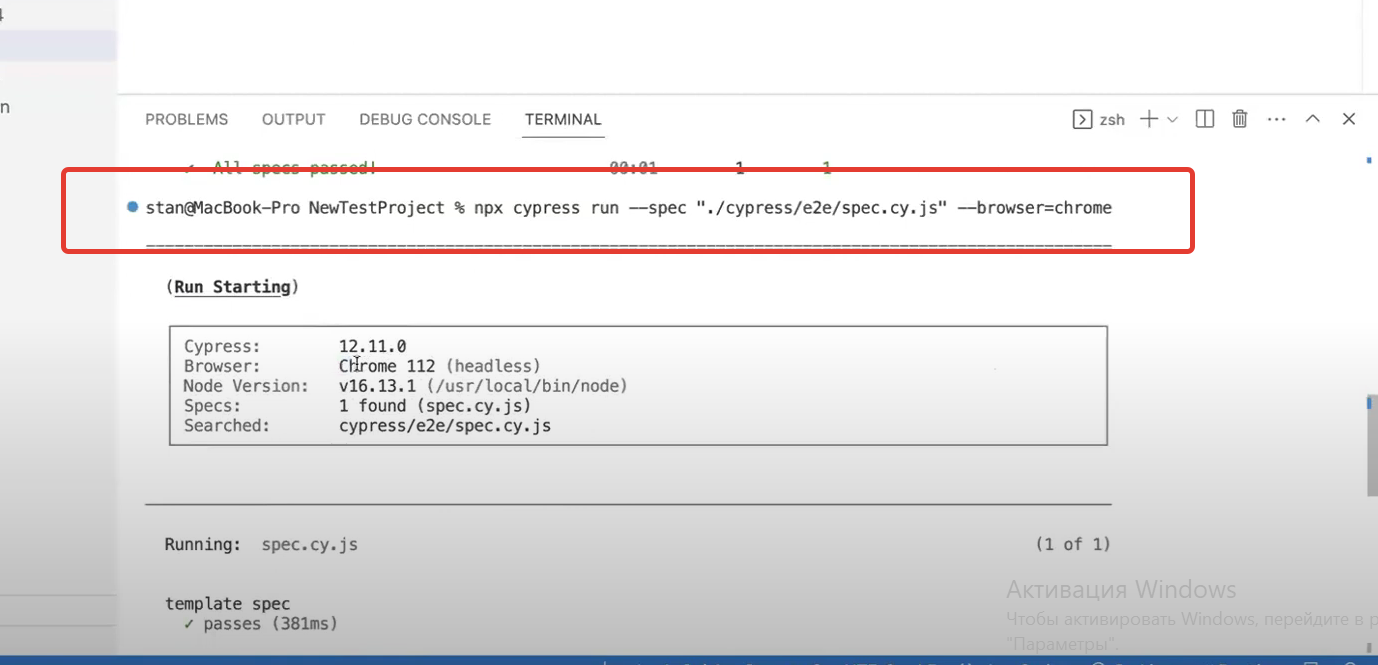 4
n
PROBLEMS OUTPUT DEBUG CONSOLE TERMINAL zsh
✓ All specs passed! 00:01 1 1
stan@MacBook-Pro NewTestProject % npx cypress run --spec "./cypress/e2e/spec.cy.js" --browser=chrome
(Run Starting)
Cypress: 12.11.0
Browser: Chrome 112 (headless)
Node Version: v16.13.1 (/usr/local/bin/node)
Specs: 1 found (spec.cy.js)
Searched: cypress/e2e/spec.cy.js
Running: spec.cy.js (1 of 1)
template spec
✓ passes (381ms)
Активация Windows
Чтобы активировать Windows, перейдите в р
"Параметры".